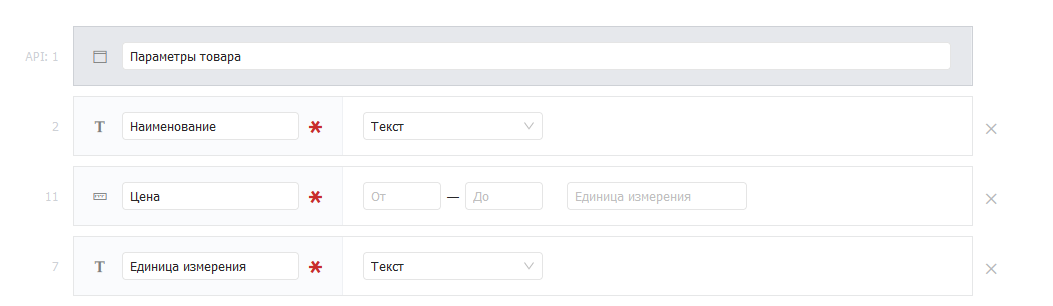 API: 1 Параметры товара
2 T Наименование * Текст
11 Цена * От — До Единица измерения
7 T Единица измерения * Текст